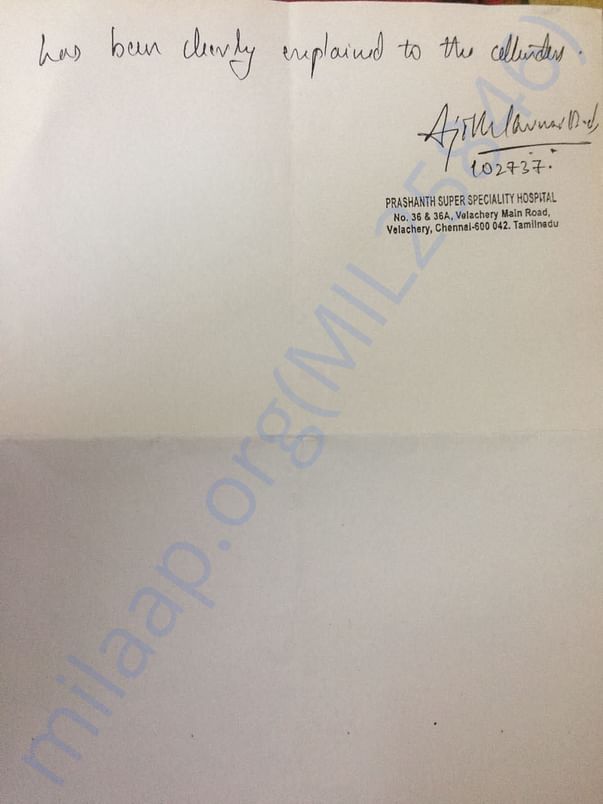 has been clearly explained to the attenders.
102737.
PRASHANTH SUPER SPECIALITY HOSPITAL
No. 36 & 36A, Velachery Main Road,
Velachery, Chennai-600 042. Tamilnadu
milaap.org(MIL25846)